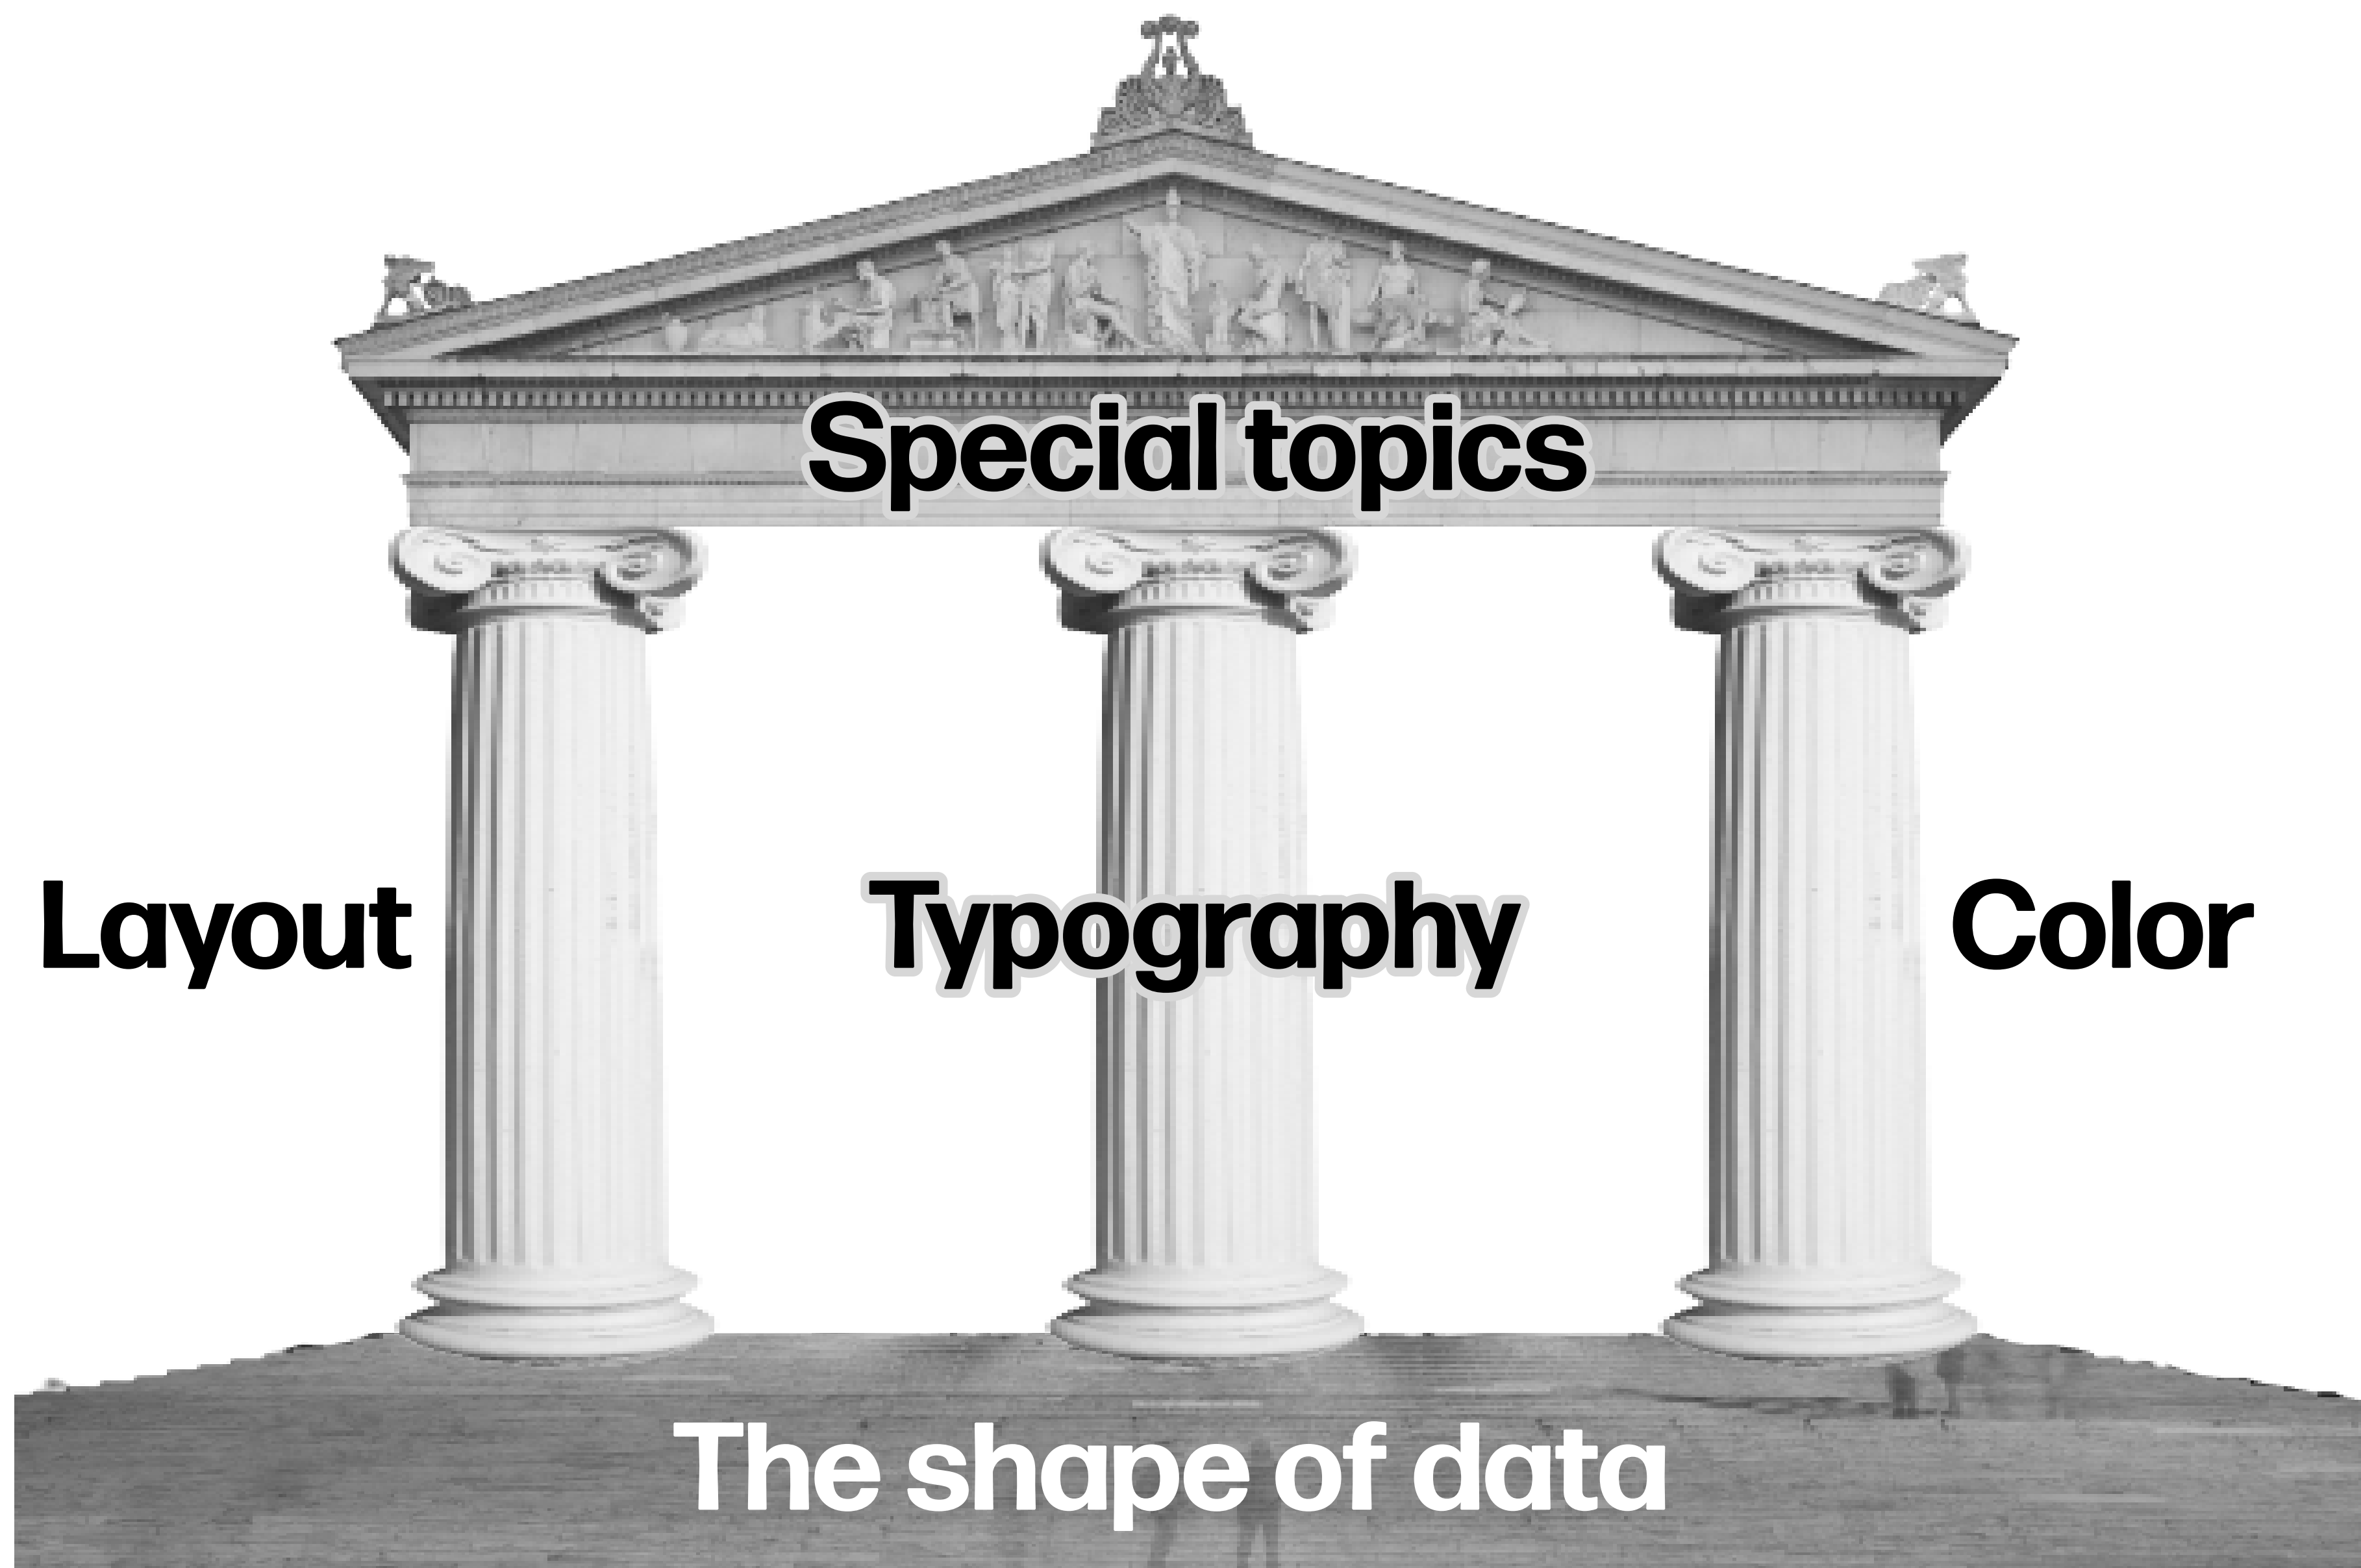 Special topics
Layout
Typography
Color
The shape of data